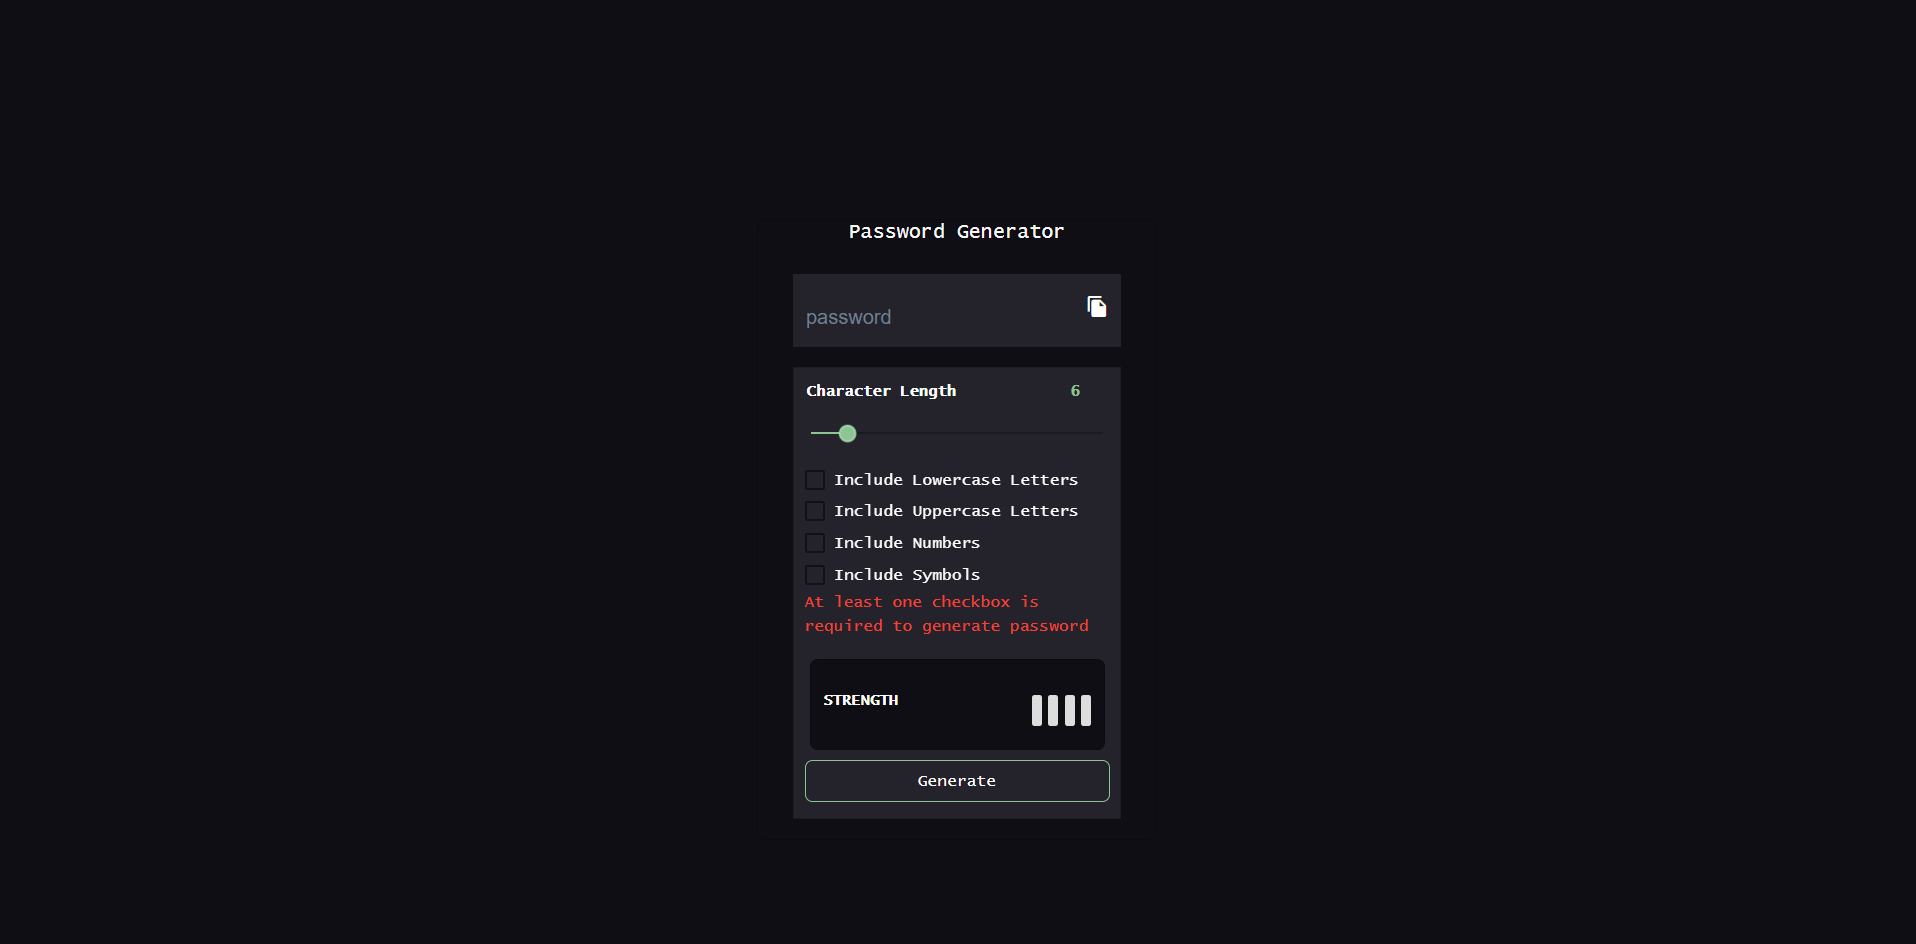 Password Generator
password
Character Length 6
Include Lowercase Letters
Include Uppercase Letters
Include Numbers
Include Symbols
At least one checkbox is
required to generate password
STRENGTH
Generate